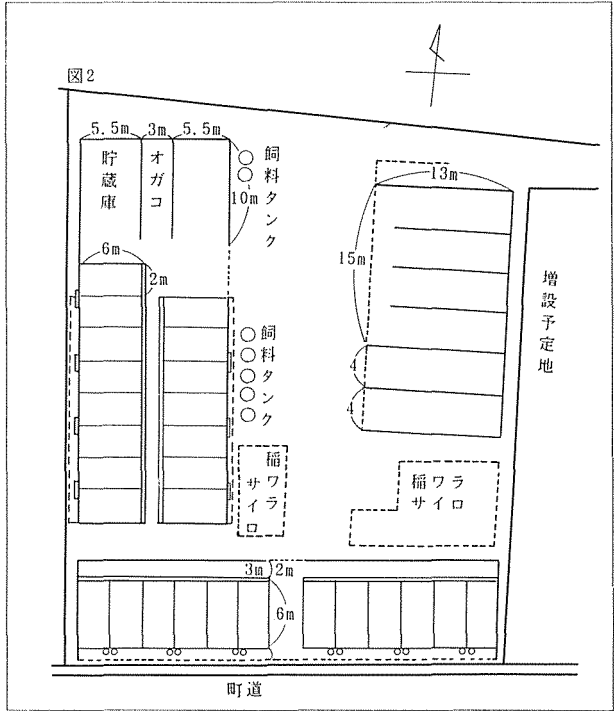 図2
5.5m 3m 5.5m
貯蔵庫
オガコ
飼料タンク
10m
6m
2m
飼料タンク
稲ワラ
サイロ
13m
15m
4
4
増設予定地
稲ワラ
サイロ
3m 2m
6m
町道